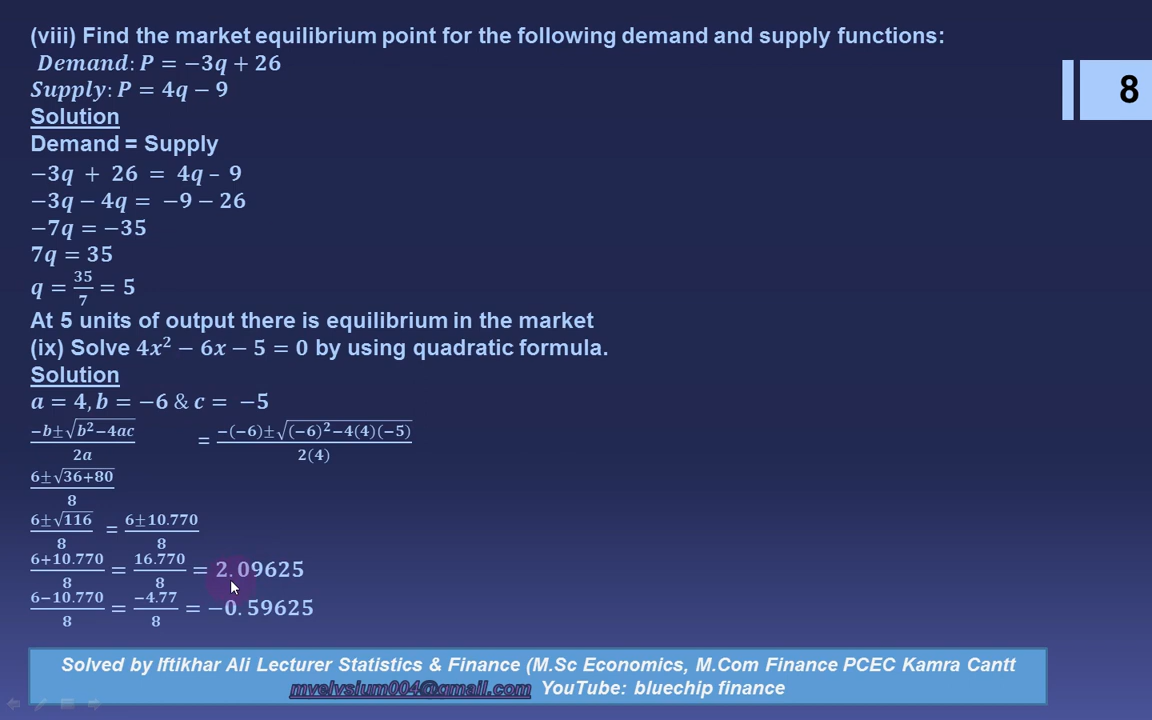 (viii) Find the market equilibrium point for the following demand and supply functions:
Demand: P = −3q + 26
Supply: P = 4q − 9
8
Solution
Demand = Supply
−3q + 26 = 4q – 9
−3q − 4q = −9 − 26
−7q = −35
7q = 35
q = 35/7 = 5
At 5 units of output there is equilibrium in the market
(ix) Solve 4x² − 6x − 5 = 0 by using quadratic formula.
Solution
a = 4, b = −6 & c = −5
(−b±√(b²−4ac))/2a = (−(−6)±√((−6)²−4(4)(−5)))/2(4)
(6±√(36+80))/8
(6±√116)/8 = (6±10.770)/8
(6+10.770)/8 = 16.770/8 = 2.09625
(6−10.770)/8 = −4.77/8 = −0.59625
Solved by Iftikhar Ali Lecturer Statistics & Finance (M.Sc Economics, M.Com Finance PCEC Kamra Cantt
mvelvsium004@gmail.com YouTube: bluechip finance